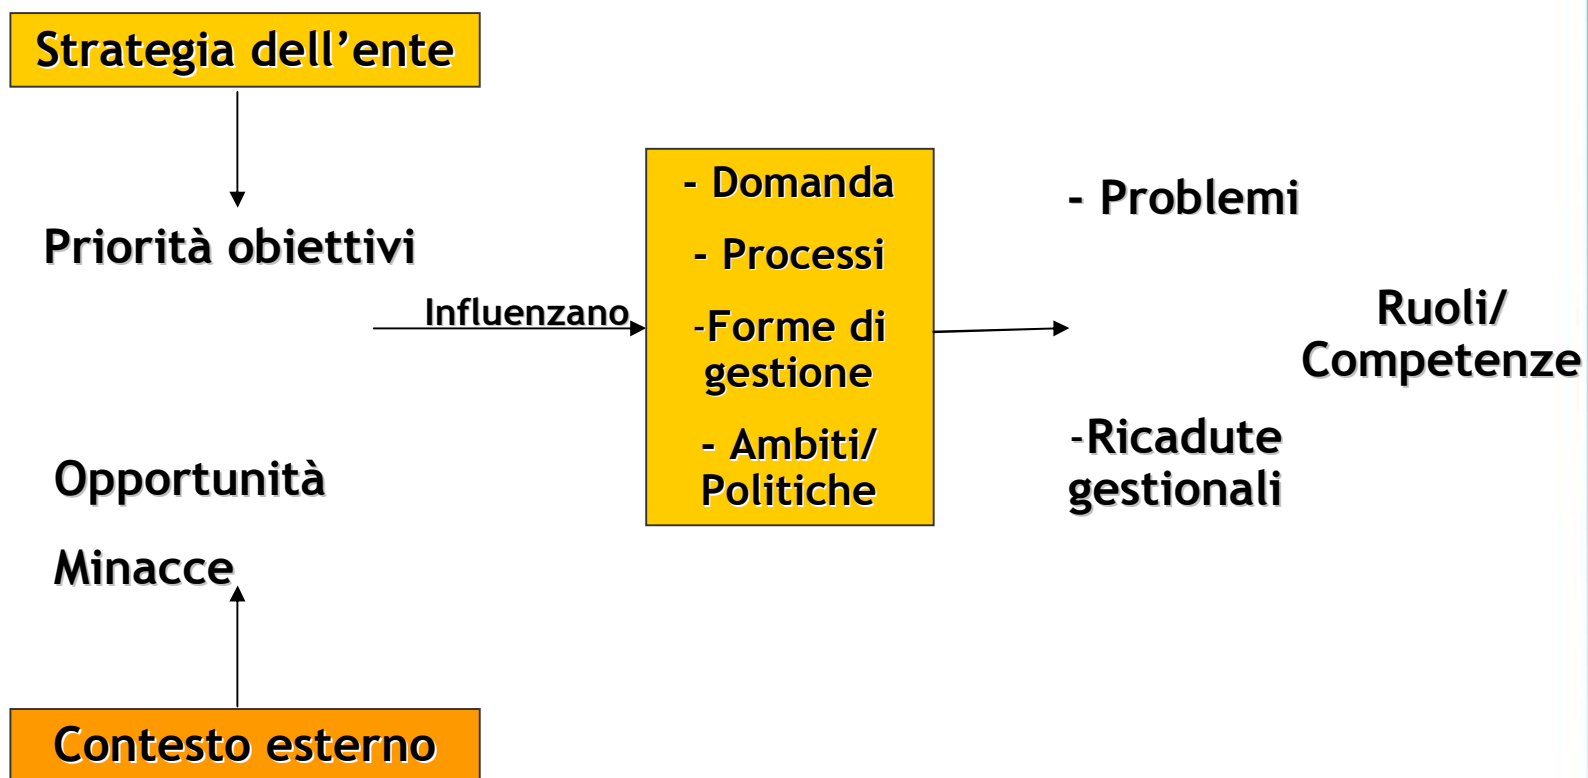 Strategia dell’ente
Priorità obiettivi
Influenzano
Opportunità
Minacce
Contesto esterno
- Domanda
- Processi
-Forme di
gestione
- Ambiti/
Politiche
- Problemi
-Ricadute
gestionali
Ruoli/
Competenze